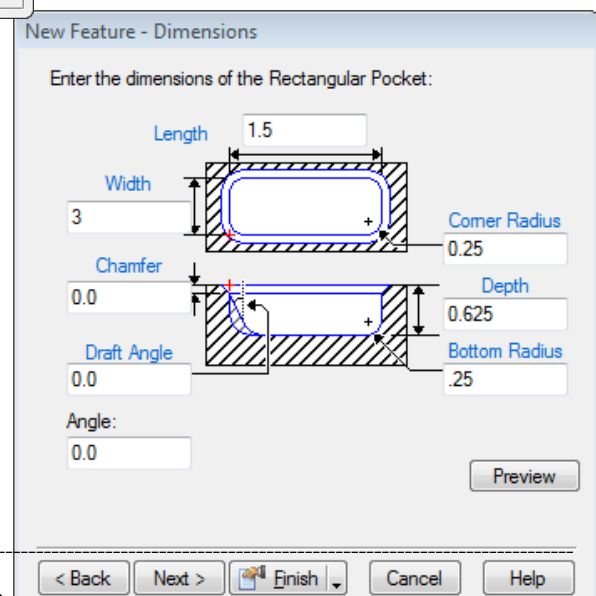 New Feature - Dimensions
Enter the dimensions of the Rectangular Pocket:
Length
1.5
Width
3
Corner Radius
0.25
Chamfer
0.0
Depth
0.625
Draft Angle
0.0
Bottom Radius
.25
Angle:
0.0
Preview
< Back
Next >
Finish
Cancel
Help